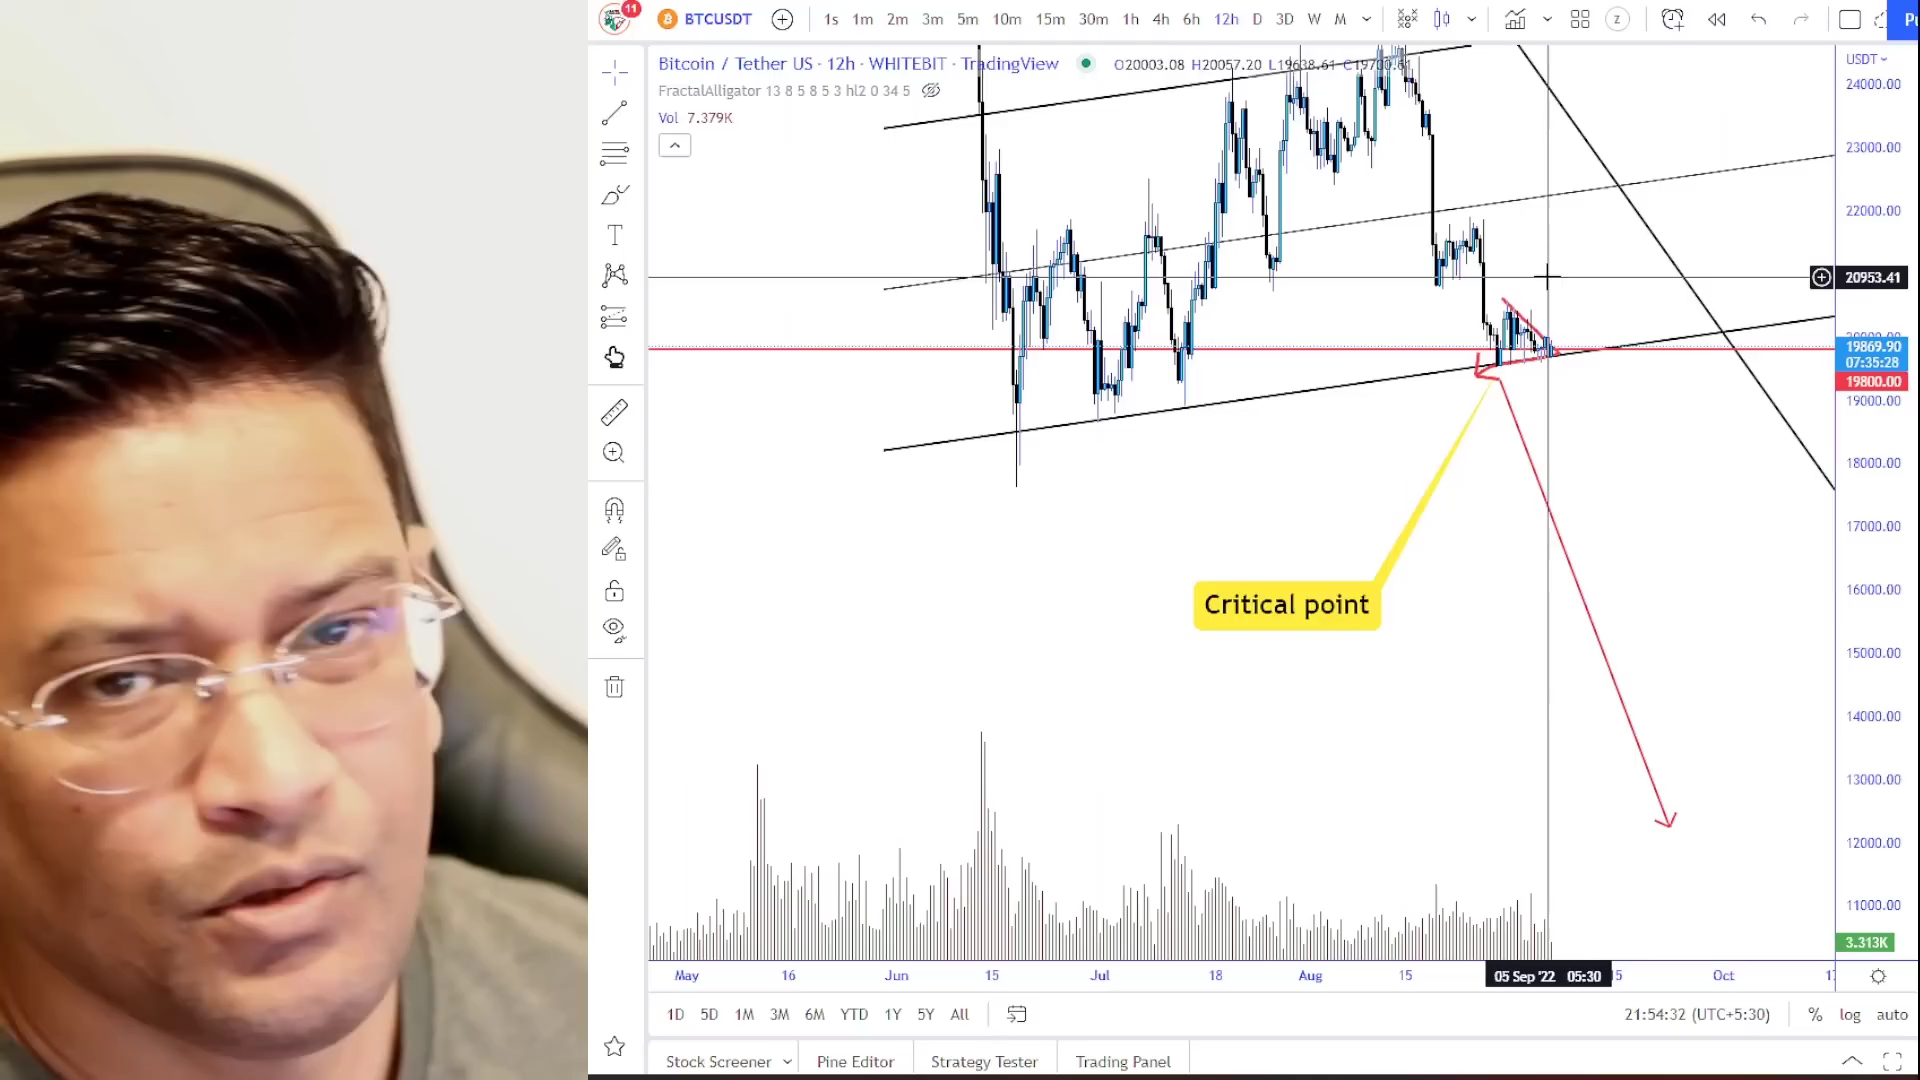 11
BTCUSDT
1s 1m 2m 3m 5m 10m 15m 30m 1h 4h 6h 12h D 3D W M
Z
Bitcoin / Tether US · 12h · WHITEBIT · TradingView O20003.08 H20057.20 L19638.61 C19700.61
FractalAlligator 13 8 5 8 5 3 hl2 0 34 5
Vol 7.379K
USDT
24000.00
23000.00
22000.00
20953.41
19869.90
07:35:28
19800.00
19000.00
18000.00
17000.00
16000.00
Critical point
15000.00
14000.00
13000.00
12000.00
11000.00
3.313K
May 16 Jun 15 Jul 18 Aug 15 05 Sep '22 05:30 Oct
1D 5D 1M 3M 6M YTD 1Y 5Y All
21:54:32 (UTC+5:30) % log auto
Stock Screener Pine Editor Strategy Tester Trading Panel